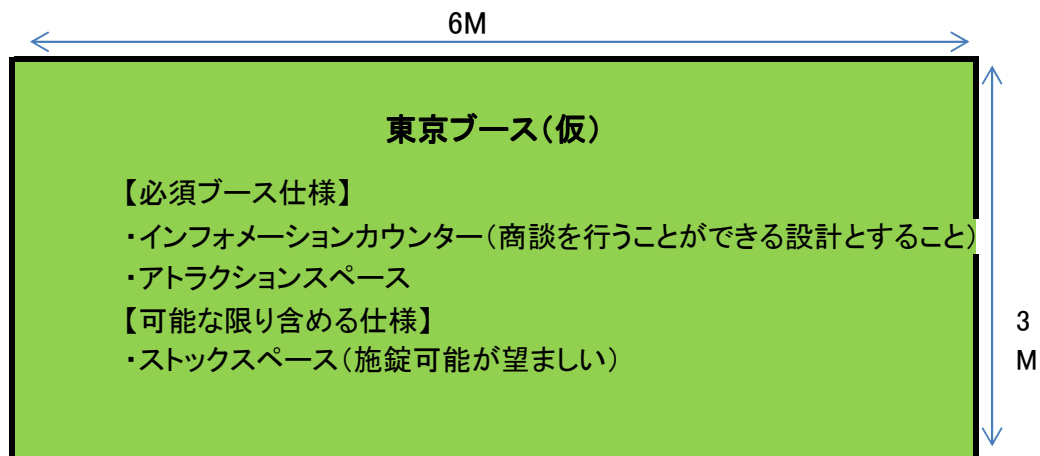 6M
東京ブース(仮)
【必須ブース仕様】
・インフォメーションカウンター(商談を行うことができる設計とすること)
・アトラクションスペース
【可能な限り含める仕様】
・ストックスペース(施錠可能が望ましい)
3
M